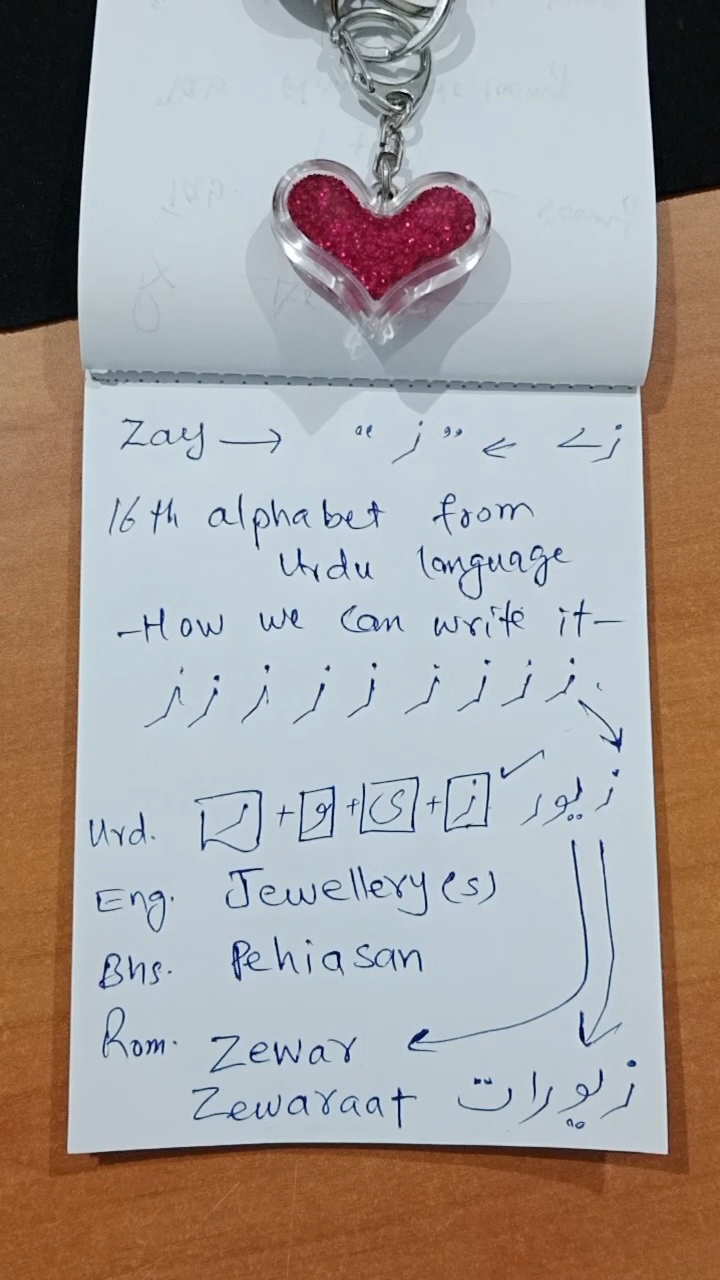 Zay → “ز” ← زے
16th alphabet from
Urdu language
-How we can write it-
ز ز ز ز ز ز ز ز ز
Urd. زیور ✓ ز + ی + و + ر
Eng. Jewellery(s)
Bhs. Pehiasan
Rom. Zewar
Zewaraat زیورات